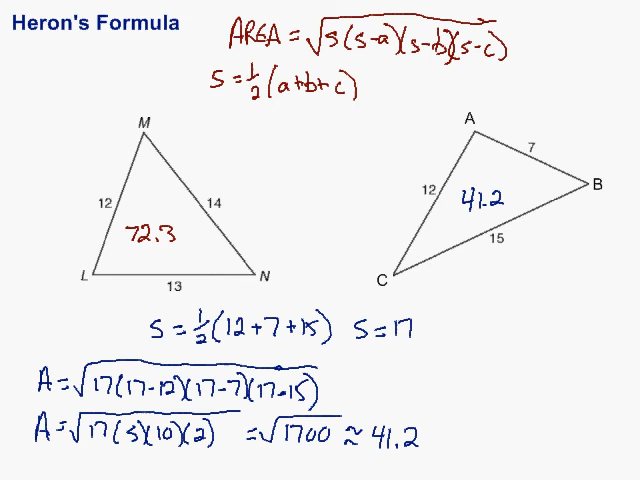 Heron's Formula
AREA = √s(s-a)(s-b)(s-c)
s = 1/2(a+b+c)
M
12
14
72.3
L
13
N
A
7
B
12
41.2
15
C
S = 1/2(12+7+15) S = 17
A = √17(17-12)(17-7)(17-15)
A = √17(5)(10)(2) = √1700 ≈ 41.2